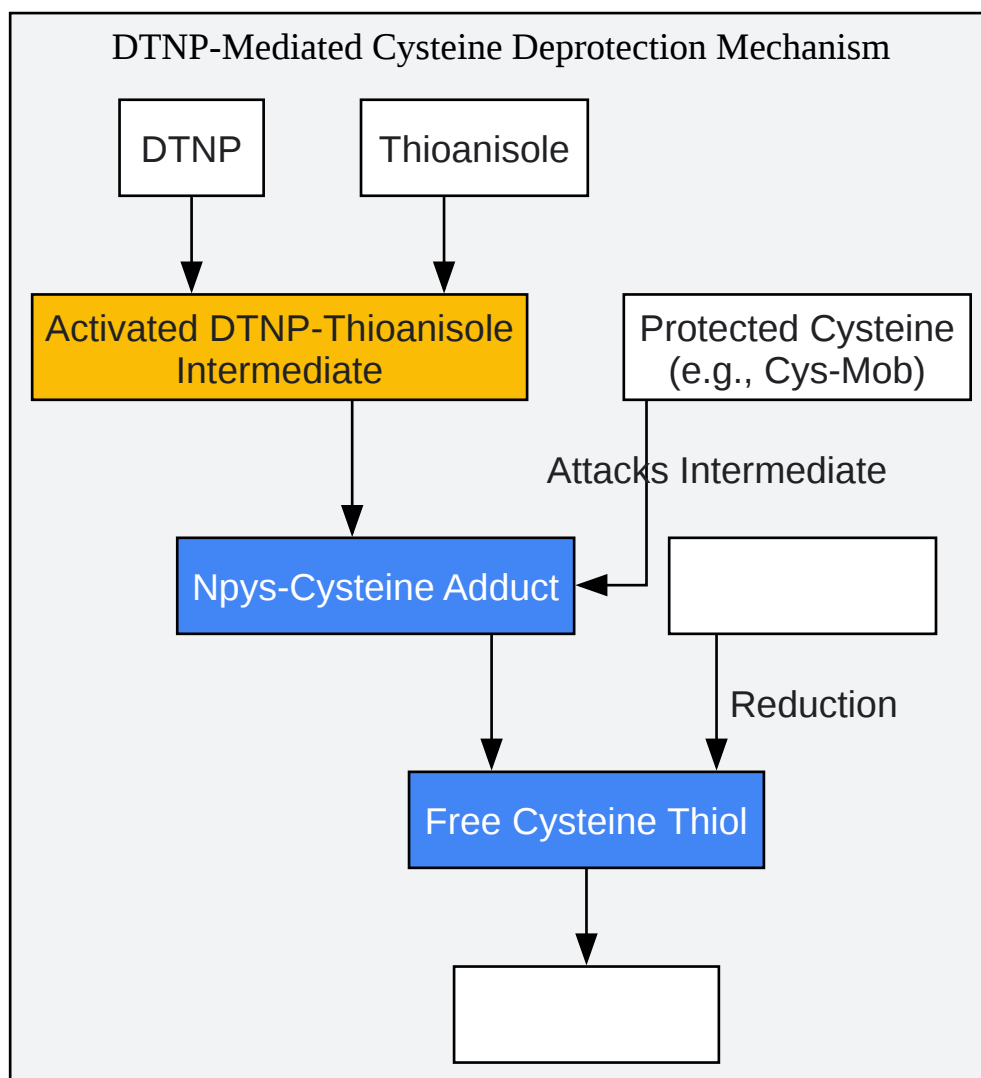 DTNP-Mediated Cysteine Deprotection Mechanism
DTNP
Thioanisole
Activated DTNP-Thioanisole
Intermediate
Protected Cysteine
(e.g., Cys-Mob)
Attacks Intermediate
Npys-Cysteine Adduct
Reduction
Free Cysteine Thiol